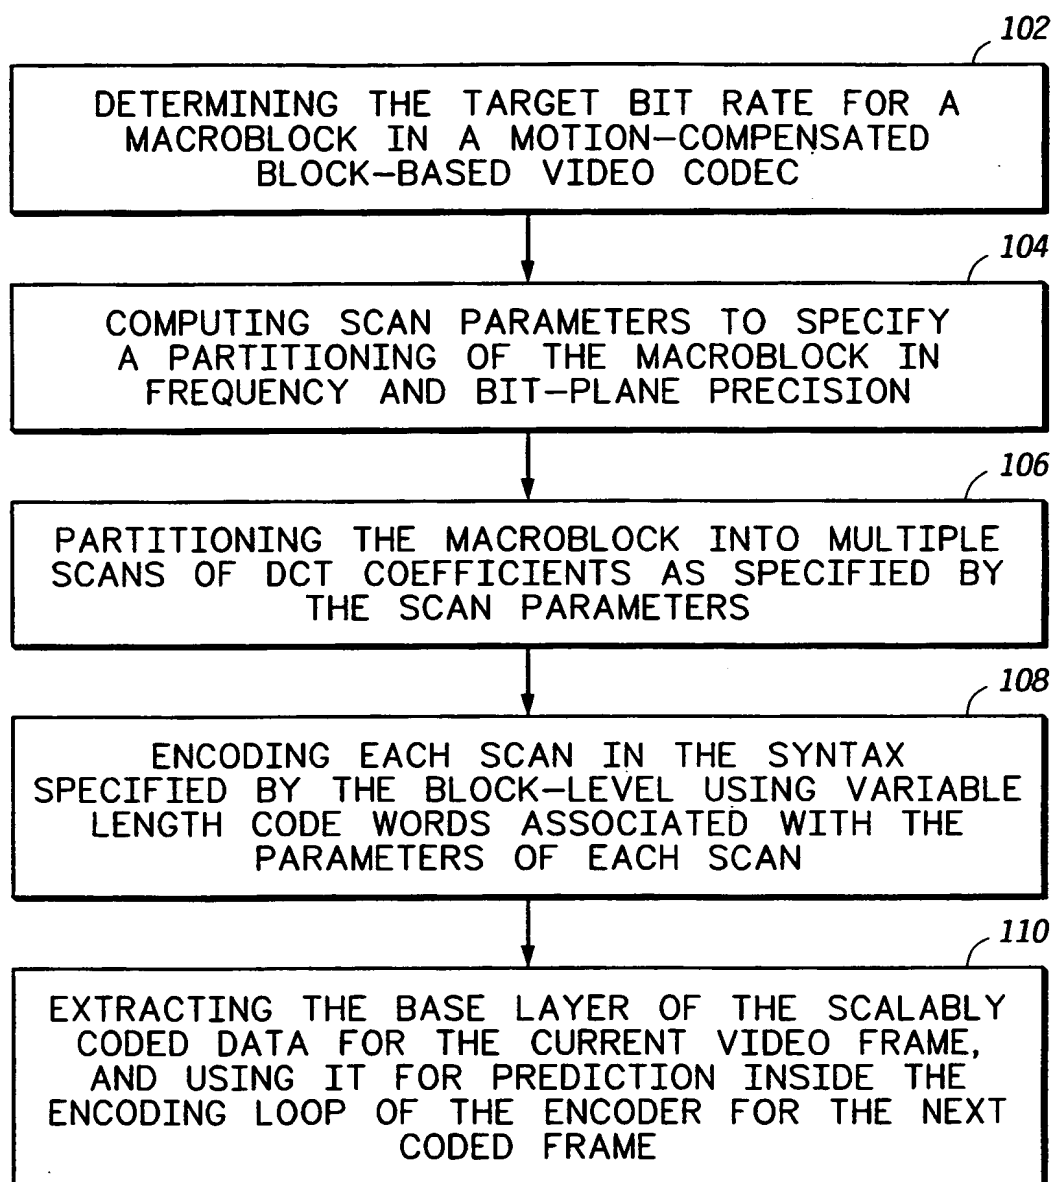 102
DETERMINING THE TARGET BIT RATE FOR A
MACROBLOCK IN A MOTION-COMPENSATED
BLOCK-BASED VIDEO CODEC
104
COMPUTING SCAN PARAMETERS TO SPECIFY
A PARTITIONING OF THE MACROBLOCK IN
FREQUENCY AND BIT-PLANE PRECISION
106
PARTITIONING THE MACROBLOCK INTO MULTIPLE
SCANS OF DCT COEFFICIENTS AS SPECIFIED BY
THE SCAN PARAMETERS
108
ENCODING EACH SCAN IN THE SYNTAX
SPECIFIED BY THE BLOCK-LEVEL USING VARIABLE
LENGTH CODE WORDS ASSOCIATED WITH THE
PARAMETERS OF EACH SCAN
110
EXTRACTING THE BASE LAYER OF THE SCALABLY
CODED DATA FOR THE CURRENT VIDEO FRAME,
AND USING IT FOR PREDICTION INSIDE THE
ENCODING LOOP OF THE ENCODER FOR THE NEXT
CODED FRAME